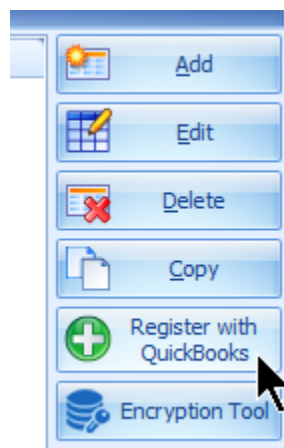 Add
Edit
Delete
Copy
Register with
QuickBooks
Encryption Tool